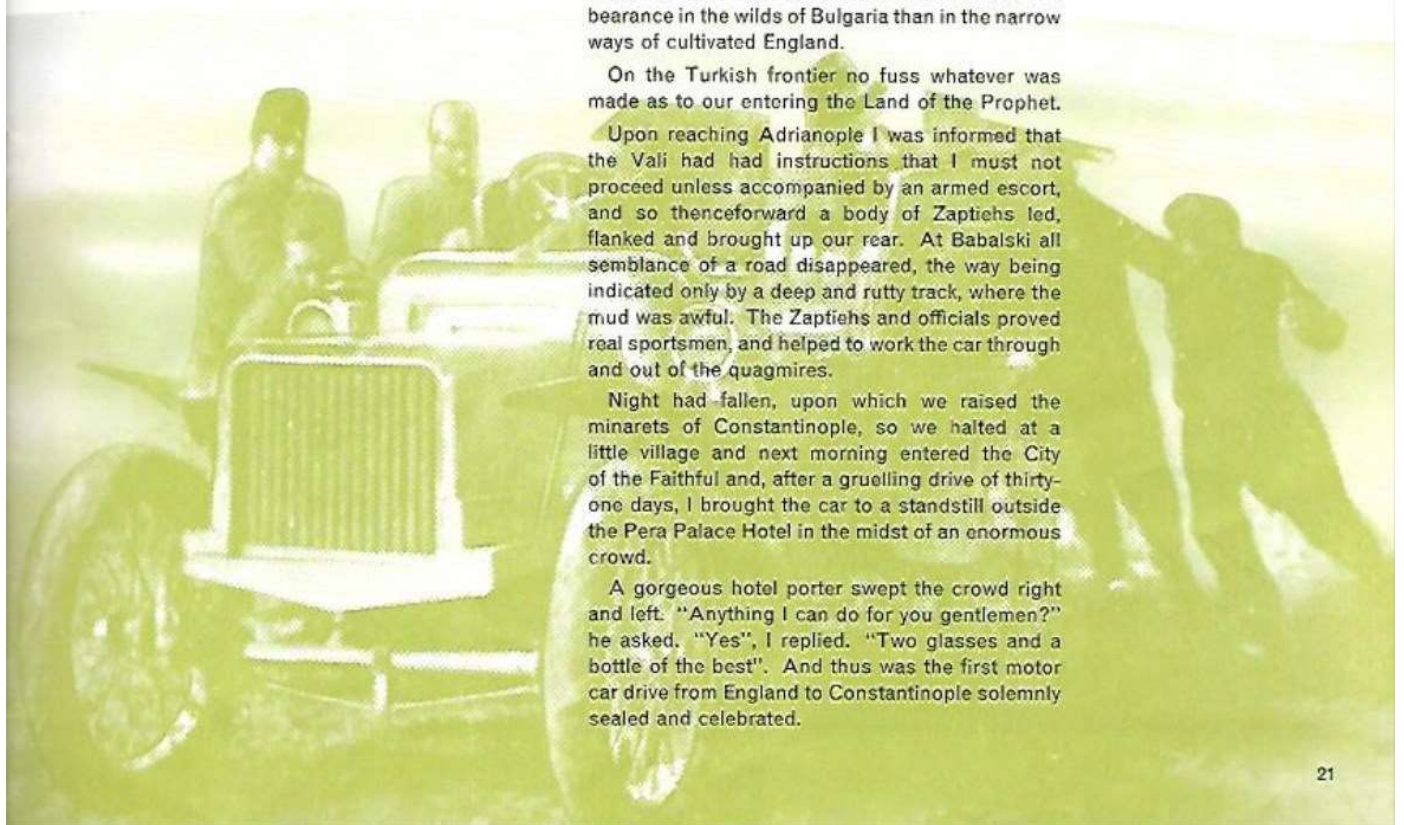 bearance in the wilds of Bulgaria than in the narrow
ways of cultivated England.
On the Turkish frontier no fuss whatever was
made as to our entering the Land of the Prophet.
Upon reaching Adrianople I was informed that
the Vali had had instructions that I must not
proceed unless accompanied by an armed escort,
and so thenceforward a body of Zaptiehs led,
flanked and brought up our rear. At Babalski all
semblance of a road disappeared, the way being
indicated only by a deep and rutty track, where the
mud was awful. The Zaptiehs and officials proved
real sportsmen, and helped to work the car through
and out of the quagmires.
Night had fallen, upon which we raised the
minarets of Constantinople, so we halted at a
little village and next morning entered the City
of the Faithful and, after a gruelling drive of thirty-
one days, I brought the car to a standstill outside
the Pera Palace Hotel in the midst of an enormous
crowd.
A gorgeous hotel porter swept the crowd right
and left. "Anything I can do for you gentlemen?"
he asked. "Yes", I replied. "Two glasses and a
bottle of the best". And thus was the first motor
car drive from England to Constantinople solemnly
sealed and celebrated.
21